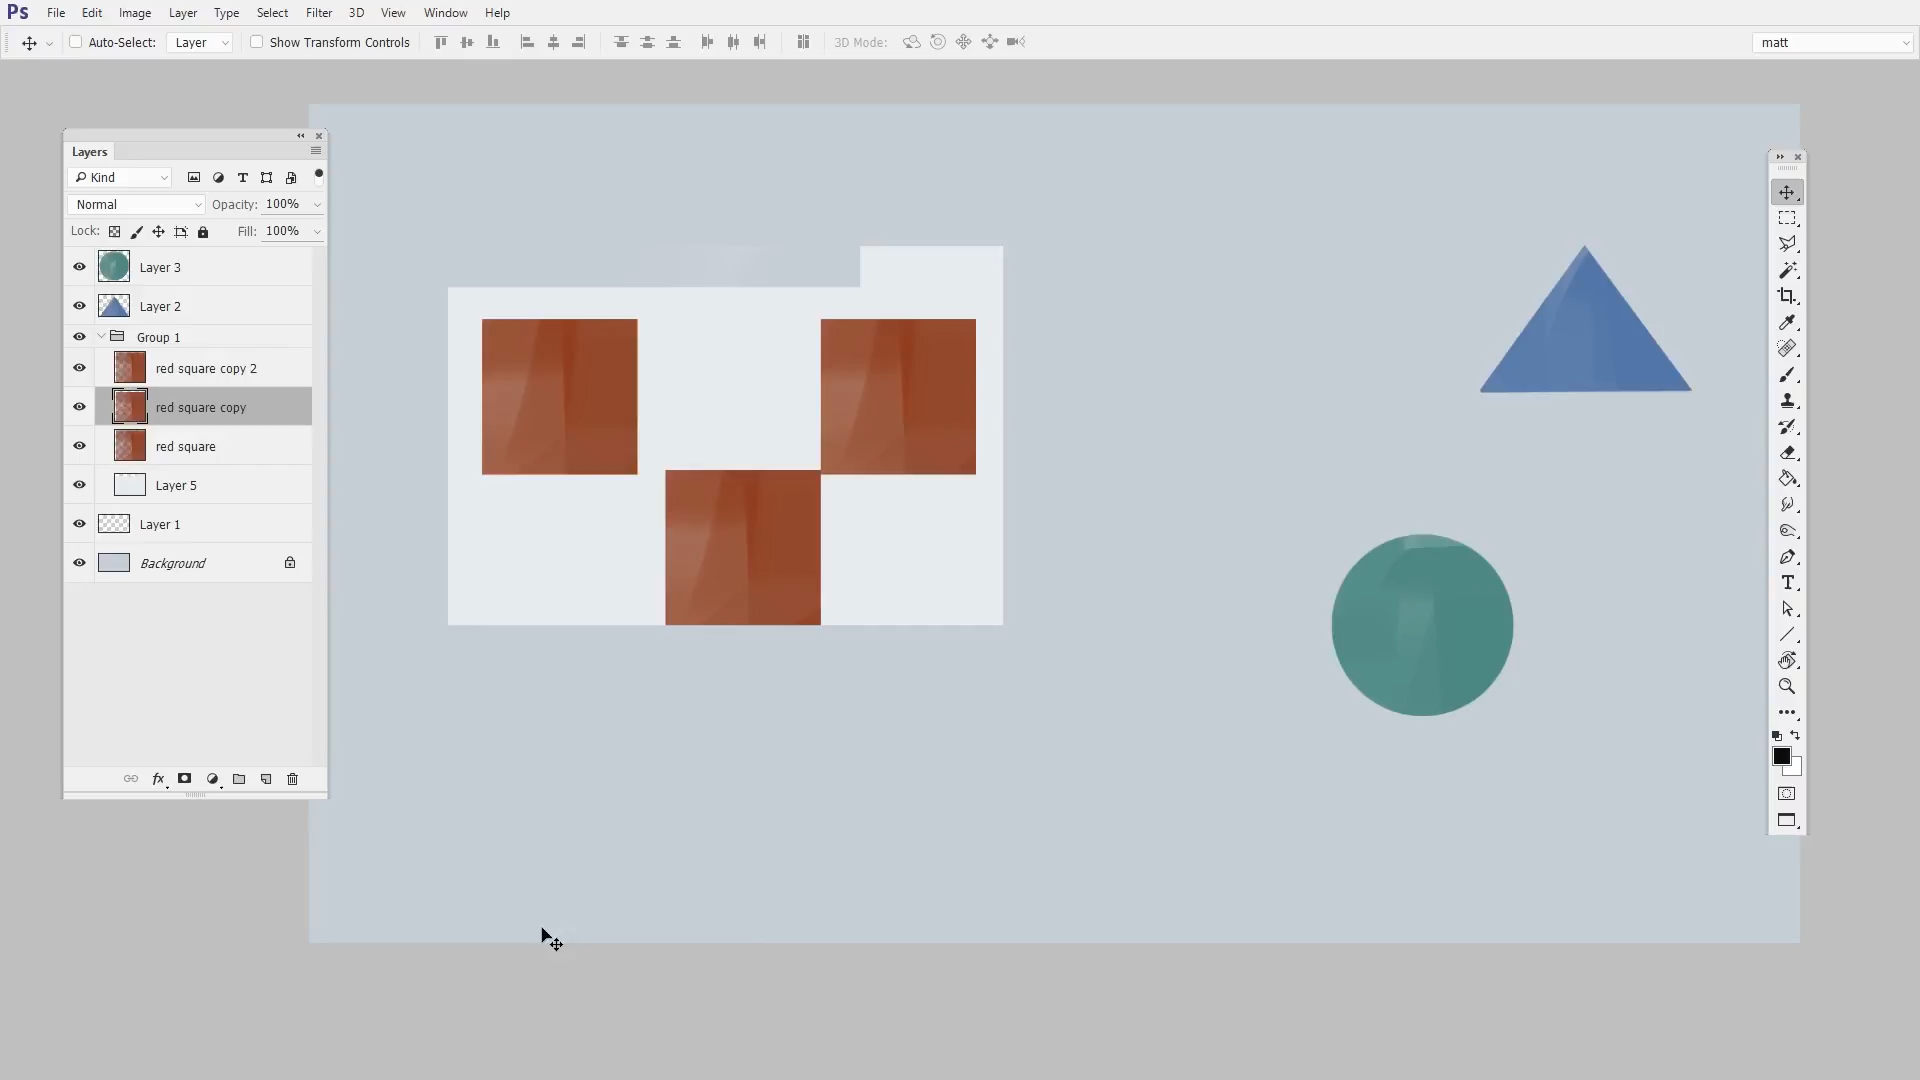 Ps File Edit Image Layer Type Select Filter 3D View Window Help
Auto-Select: Layer Show Transform Controls 3D Mode: matt
Layers
Kind
Normal Opacity: 100%
Lock: Fill: 100%
Layer 3
Layer 2
Group 1
red square copy 2
red square copy
red square
Layer 5
Layer 1
Background
fx